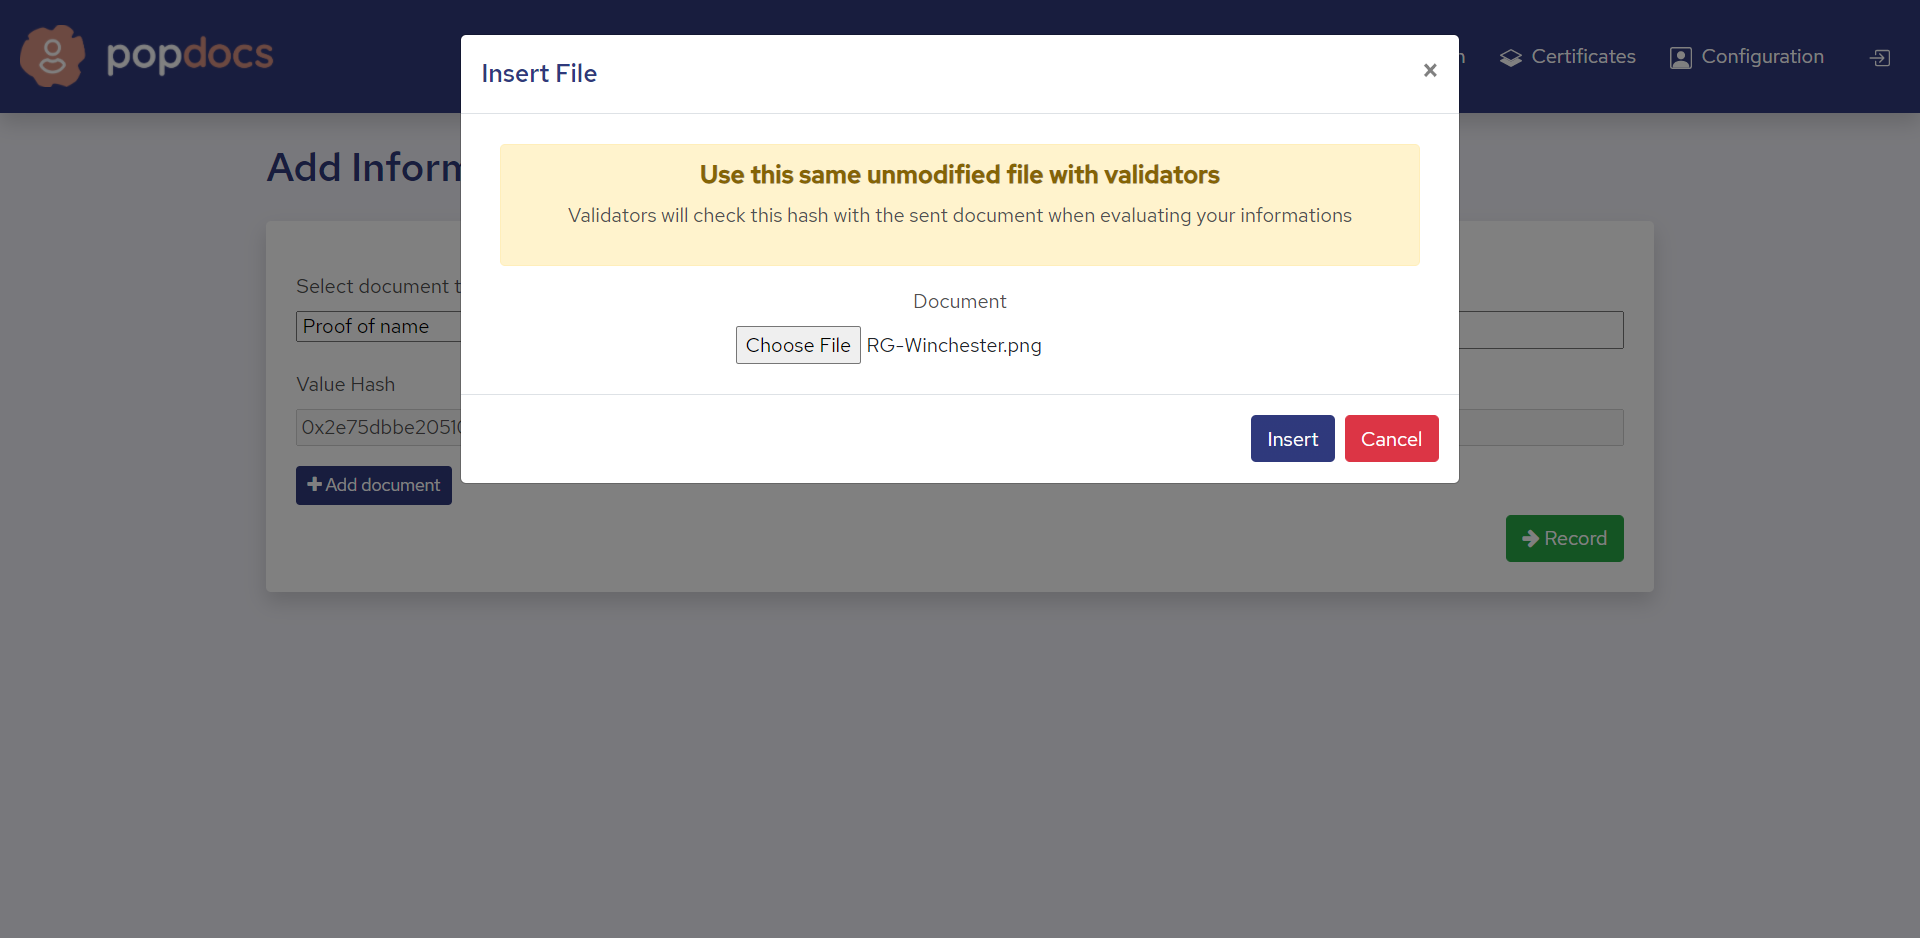 popdocs
Certificates
Configuration
Insert File
×
Add Inform
Use this same unmodified file with validators
Validators will check this hash with the sent document when evaluating your informations
Select document t
Proof of name
Document
Choose File RG-Winchester.png
Value Hash
0x2e75dbbe2051
Insert
Cancel
Add document
Record